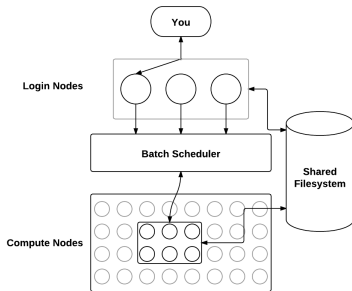 You
Login Nodes
Batch Scheduler
Shared
Filesystem
Compute Nodes